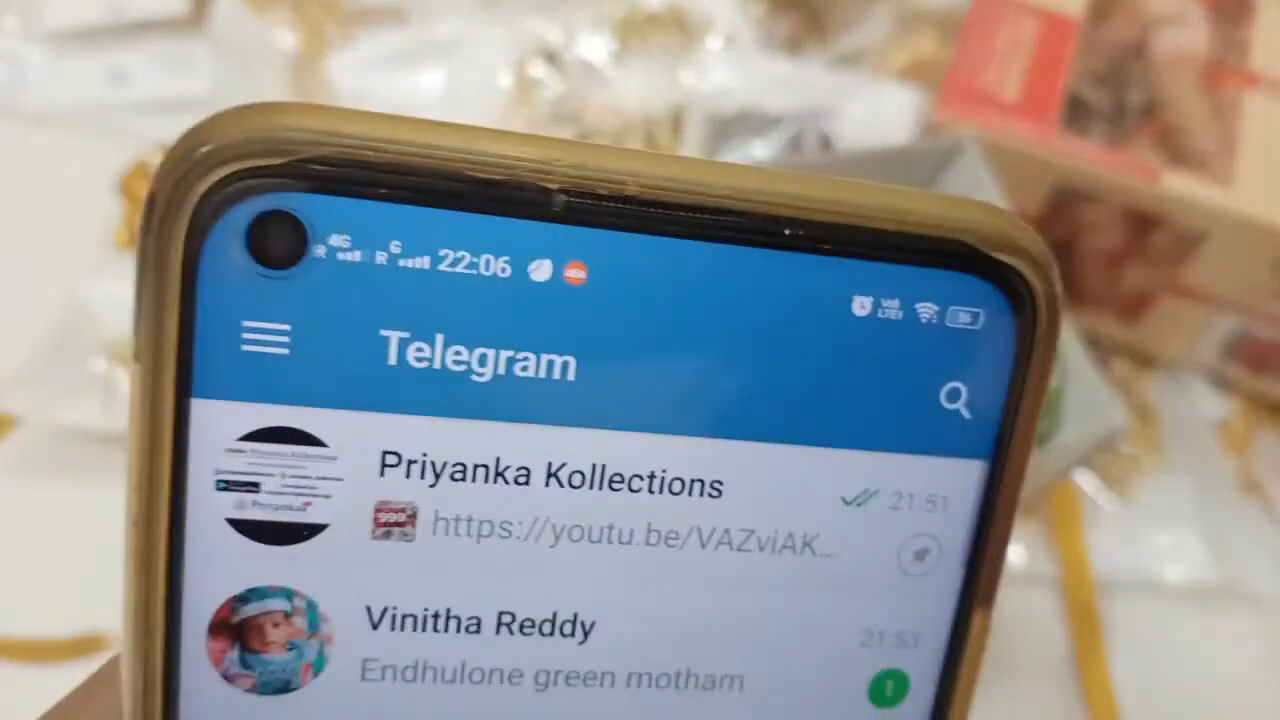 R 4G R G 22:06
Telegram
Priyanka Kollections
21:51
https://youtu.be/VAZviAK...
Vinitha Reddy
21:53
Endhulone green motham
1